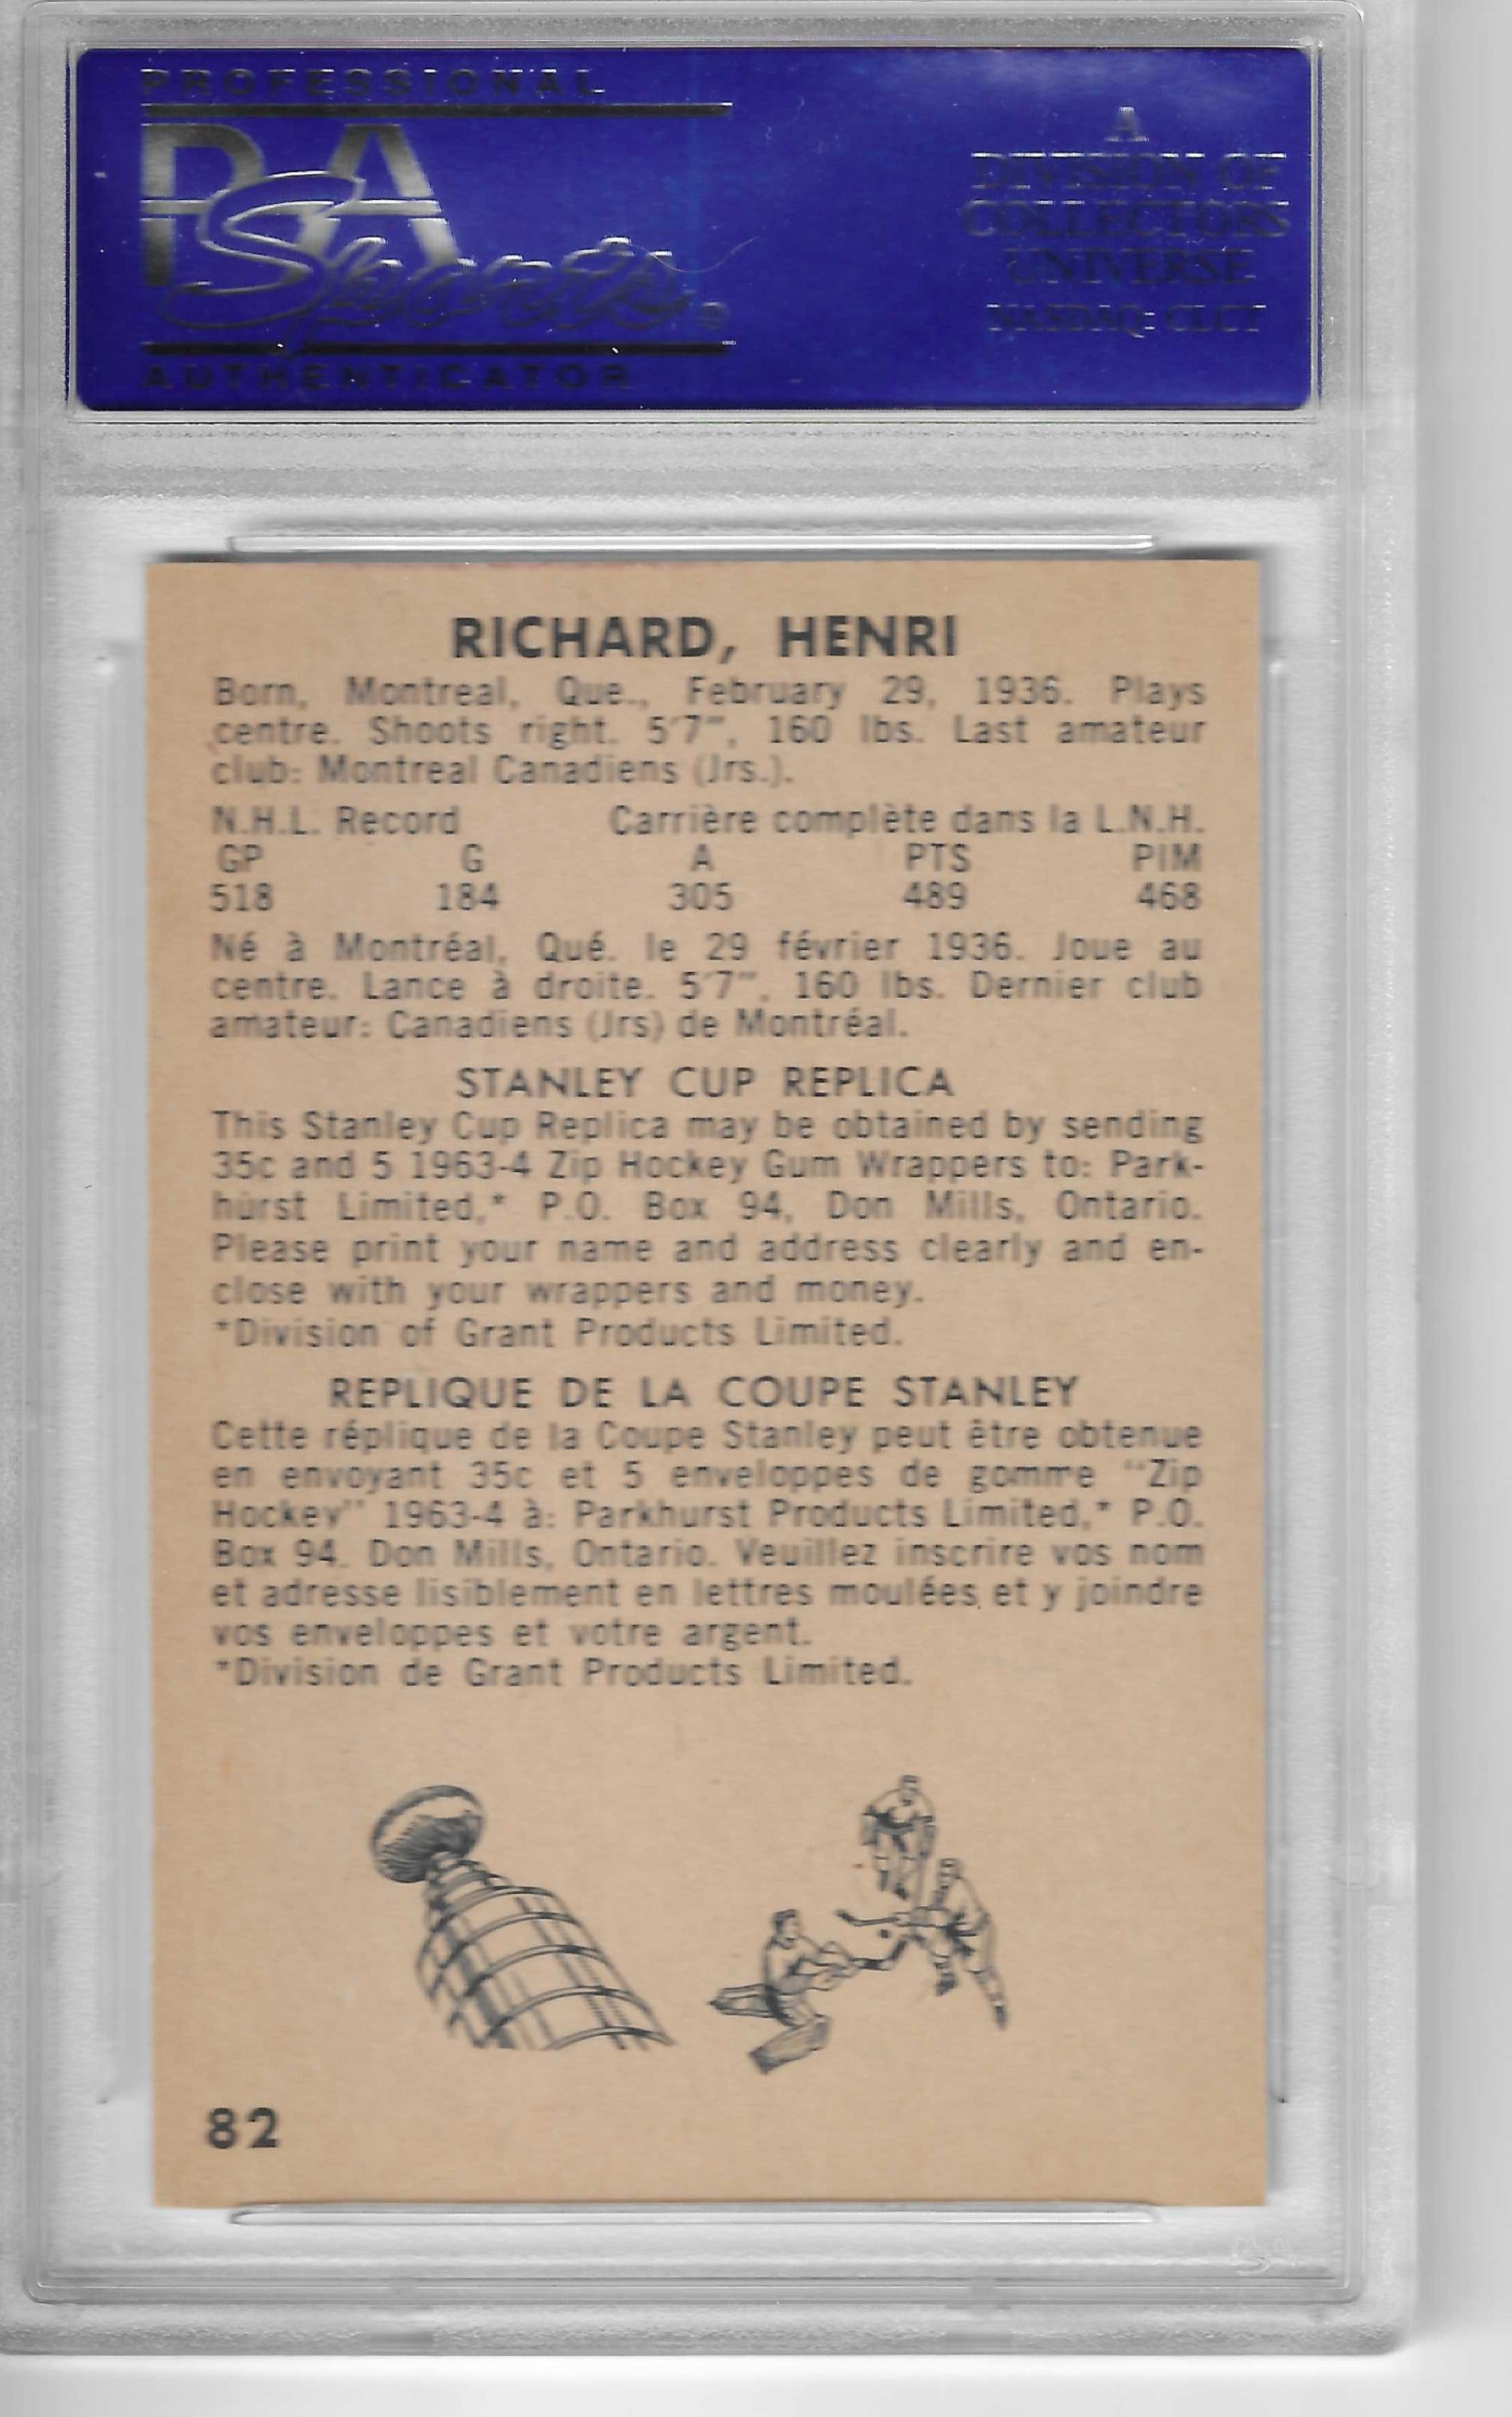 PROFESSIONAL
PSA
Sports®
AUTHENTICATOR
A
DIVISION OF
COLLECTORS
UNIVERSE
NASDAQ: CLCT
RICHARD, HENRI
Born, Montreal, Que., February 29, 1936. Plays
centre. Shoots right. 5'7", 160 lbs. Last amateur
club: Montreal Canadiens (Jrs.).
N.H.L. Record Carrière complète dans la L.N.H.
GP G A PTS PIM
518 184 305 489 468
Né à Montréal, Qué. le 29 février 1936. Joue au
centre. Lance à droite. 5'7", 160 lbs. Dernier club
amateur: Canadiens (Jrs) de Montréal.
STANLEY CUP REPLICA
This Stanley Cup Replica may be obtained by sending
35c and 5 1963-4 Zip Hockey Gum Wrappers to: Park-
hurst Limited,* P.O. Box 94, Don Mills, Ontario.
Please print your name and address clearly and en-
close with your wrappers and money.
*Division of Grant Products Limited.
REPLIQUE DE LA COUPE STANLEY
Cette réplique de la Coupe Stanley peut être obtenue
en envoyant 35c et 5 enveloppes de gomme "Zip
Hockey" 1963-4 à: Parkhurst Products Limited,* P.O.
Box 94. Don Mills, Ontario. Veuillez inscrire vos nom
et adresse lisiblement en lettres moulées et y joindre
vos enveloppes et votre argent.
*Division de Grant Products Limited.
82